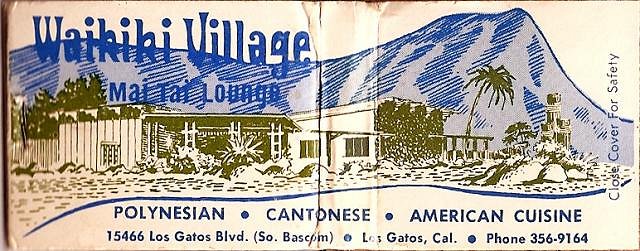 Waikiki Village
Mai Tai Lounge
POLYNESIAN • CANTONESE • AMERICAN CUISINE
15466 Los Gatos Blvd. (So. Bascom) • Los Gatos, Cal. • Phone 356-9164
Close Cover For Safety